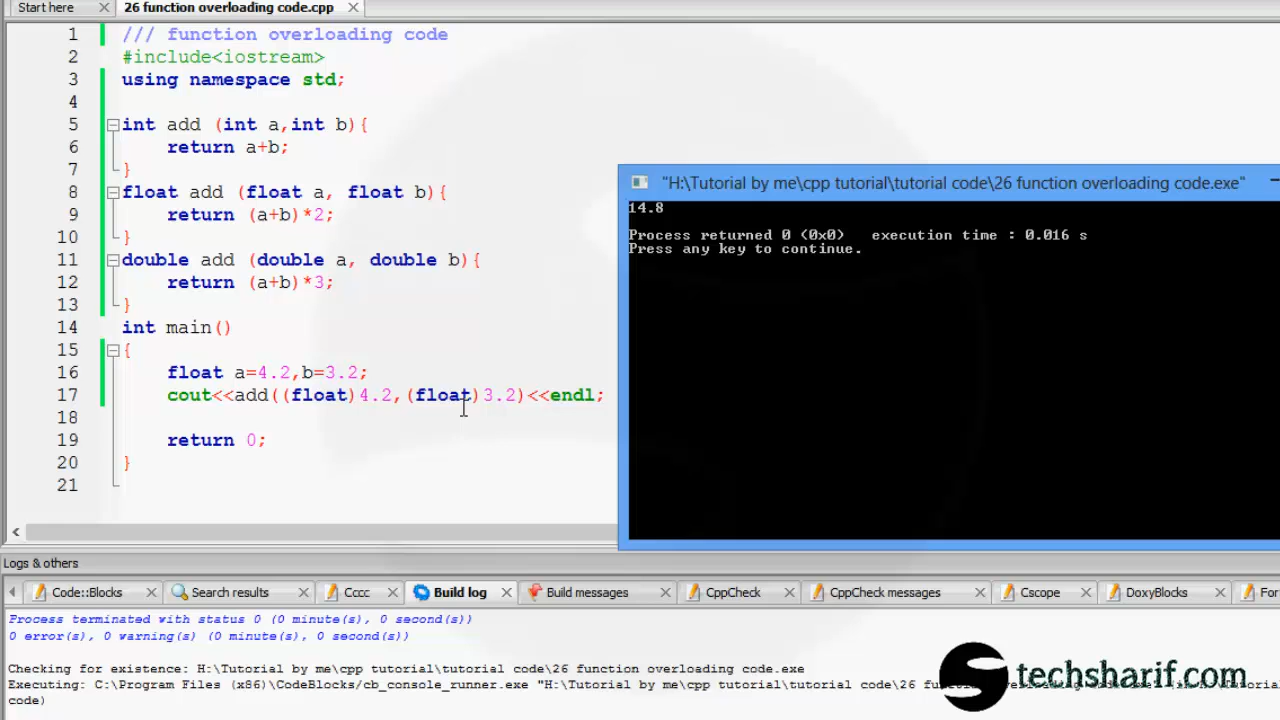 Start here
26 function overloading code.cpp
1 /// function overloading code
2 #include<iostream>
3 using namespace std;
4
5 int add (int a,int b){
6 return a+b;
7 }
8 float add (float a, float b){
9 return (a+b)*2;
10 }
11 double add (double a, double b){
12 return (a+b)*3;
13 }
14 int main()
15 {
16 float a=4.2,b=3.2;
17 cout<<add((float)4.2,(float)3.2)<<endl;
18
19 return 0;
20 }
21
"H:\Tutorial by me\cpp tutorial\tutorial code\26 function overloading code.exe"
14.8
Process returned 0 (0x0) execution time : 0.016 s
Press any key to continue.
Logs & others
Code::Blocks
Search results
Cccc
Build log
Build messages
CppCheck
CppCheck messages
Cscope
DoxyBlocks
For
Process terminated with status 0 (0 minute(s), 0 second(s))
0 error(s), 0 warning(s) (0 minute(s), 0 second(s))
Checking for existence: H:\Tutorial by me\cpp tutorial\tutorial code\26 function overloading code.exe
Executing: C:\Program Files (x86)\CodeBlocks/cb_console_runner.exe "H:\Tutorial by me\cpp tutorial\tutorial code\26
code)
techsharif.com